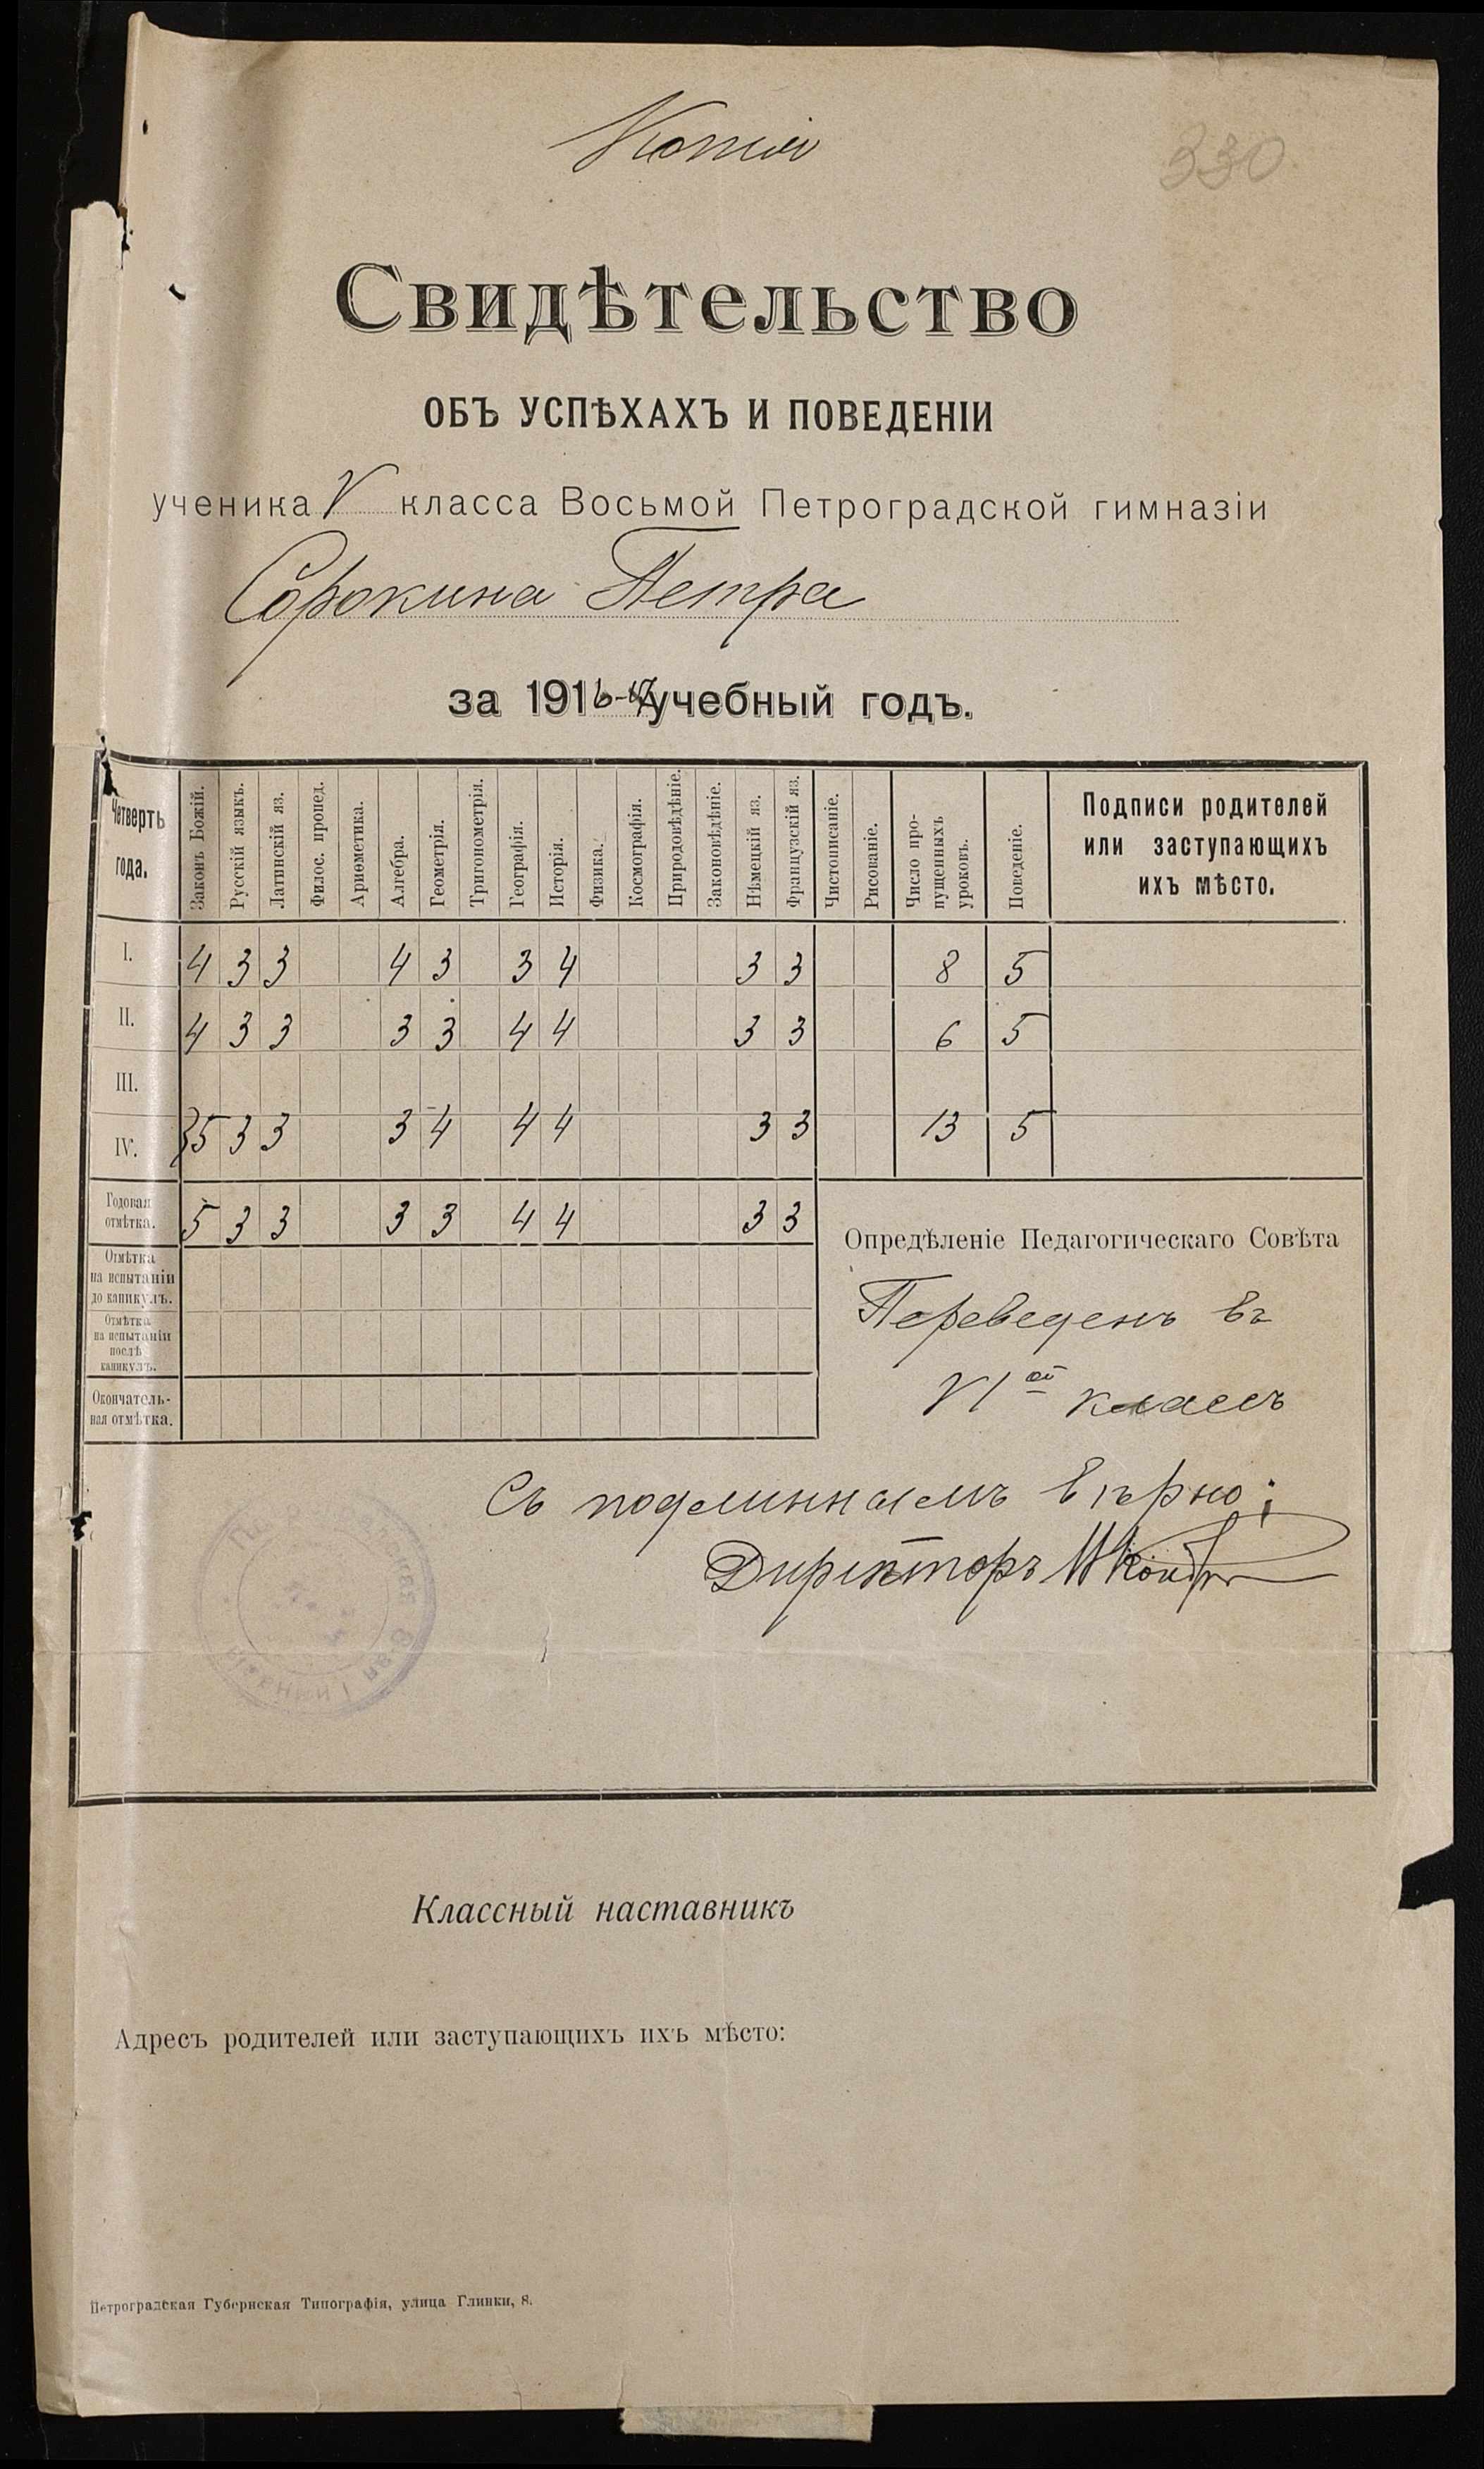 Копія
330
Свидѣтельство
ОБЪ УСПѢХАХЪ И ПОВЕДЕНІИ
ученика V класса Восьмой Петроградской гимназіи
Сорокина Петра
за 1916-17 учебный годъ.
Четверть года. Законъ Божій. Русскій языкъ. Латинскій яз. Филос. пропед. Ариѳметика. Алгебра. Геометрія. Тригонометрія. Географія. Исторія. Физика. Космографія. Природовѣдѣніе. Законовѣдѣніе. Нѣмецкій яз. Французскій яз. Чистописаніе. Рисованіе. Число про-пущенныхъ уроковъ. Поведеніе. Подписи родителей или заступающихъ ихъ мѣсто.
I. 4 3 3 4 3 3 4 3 3 8 5
II. 4 3 3 3 3 4 4 3 3 6 5
III.
IV. 5 3 3 3 4 4 4 3 3 13 5
Годовая отмѣтка. 5 3 3 3 3 4 4 3 3
Отмѣтка на испытаніи до каникулъ.
Отмѣтка на испытаніи послѣ каникулъ.
Окончатель-ная отмѣтка.
Опредѣленіе Педагогическаго Совѣта
Переведенъ въ
VI ой классъ
Съ подлиннымъ вѣрно:
Директоръ
Классный наставникъ
Адресъ родителей или заступающихъ ихъ мѣсто:
Петроградская Губернская Типографія, улица Глинки, 8.